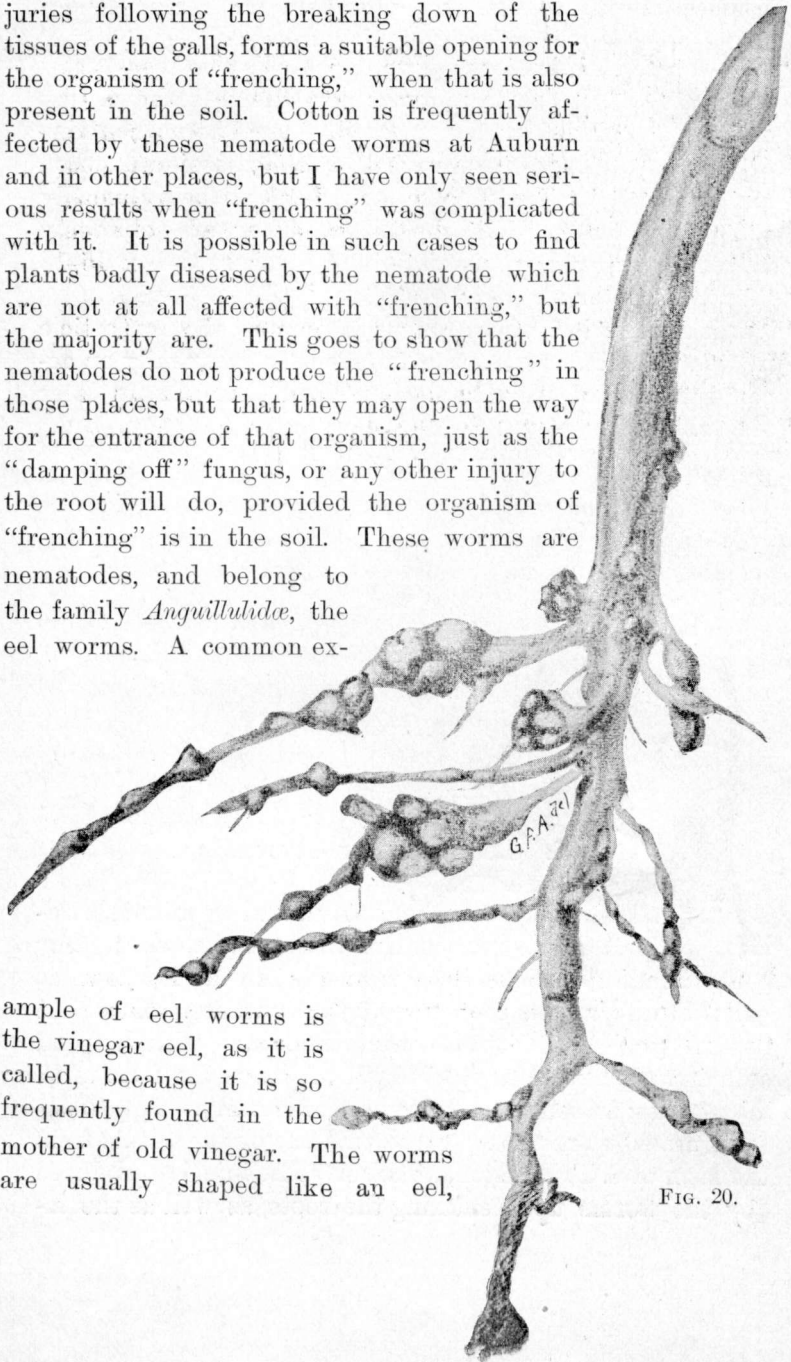 juries following the breaking down of the
tissues of the galls, forms a suitable opening for
the organism of “frenching,” when that is also
present in the soil. Cotton is frequently af-
fected by these nematode worms at Auburn
and in other places, but I have only seen seri-
ous results when “frenching” was complicated
with it. It is possible in such cases to find
plants badly diseased by the nematode which
are not at all affected with “frenching,” but
the majority are. This goes to show that the
nematodes do not produce the “ frenching ” in
those places, but that they may open the way
for the entrance of that organism, just as the
“damping off” fungus, or any other injury to
the root will do, provided the organism of
“frenching” is in the soil. These worms are
nematodes, and belong to
the family Anguillulidæ, the
eel worms. A common ex-
G.F.A. del
ample of eel worms is
the vinegar eel, as it is
called, because it is so
frequently found in the
mother of old vinegar. The worms
are usually shaped like an eel,
FIG. 20.